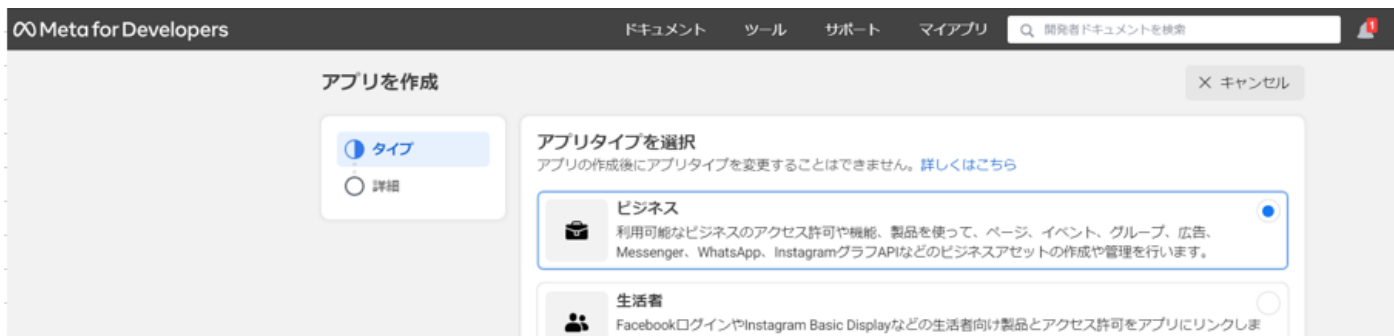 Meta for Developers
ドキュメント ツール サポート マイアプリ 開発者ドキュメントを検索 1
アプリを作成 × キャンセル
タイプ
詳細
アプリタイプを選択
アプリの作成後にアプリタイプを変更することはできません。詳しくはこちら
ビジネス
利用可能なビジネスのアクセス許可や機能、製品を使って、ページ、イベント、グループ、広告、
Messenger、WhatsApp、InstagramグラフAPIなどのビジネスアセットの作成や管理を行います。
生活者
FacebookログインやInstagram Basic Displayなどの生活者向け製品とアクセス許可をアプリにリンクしま